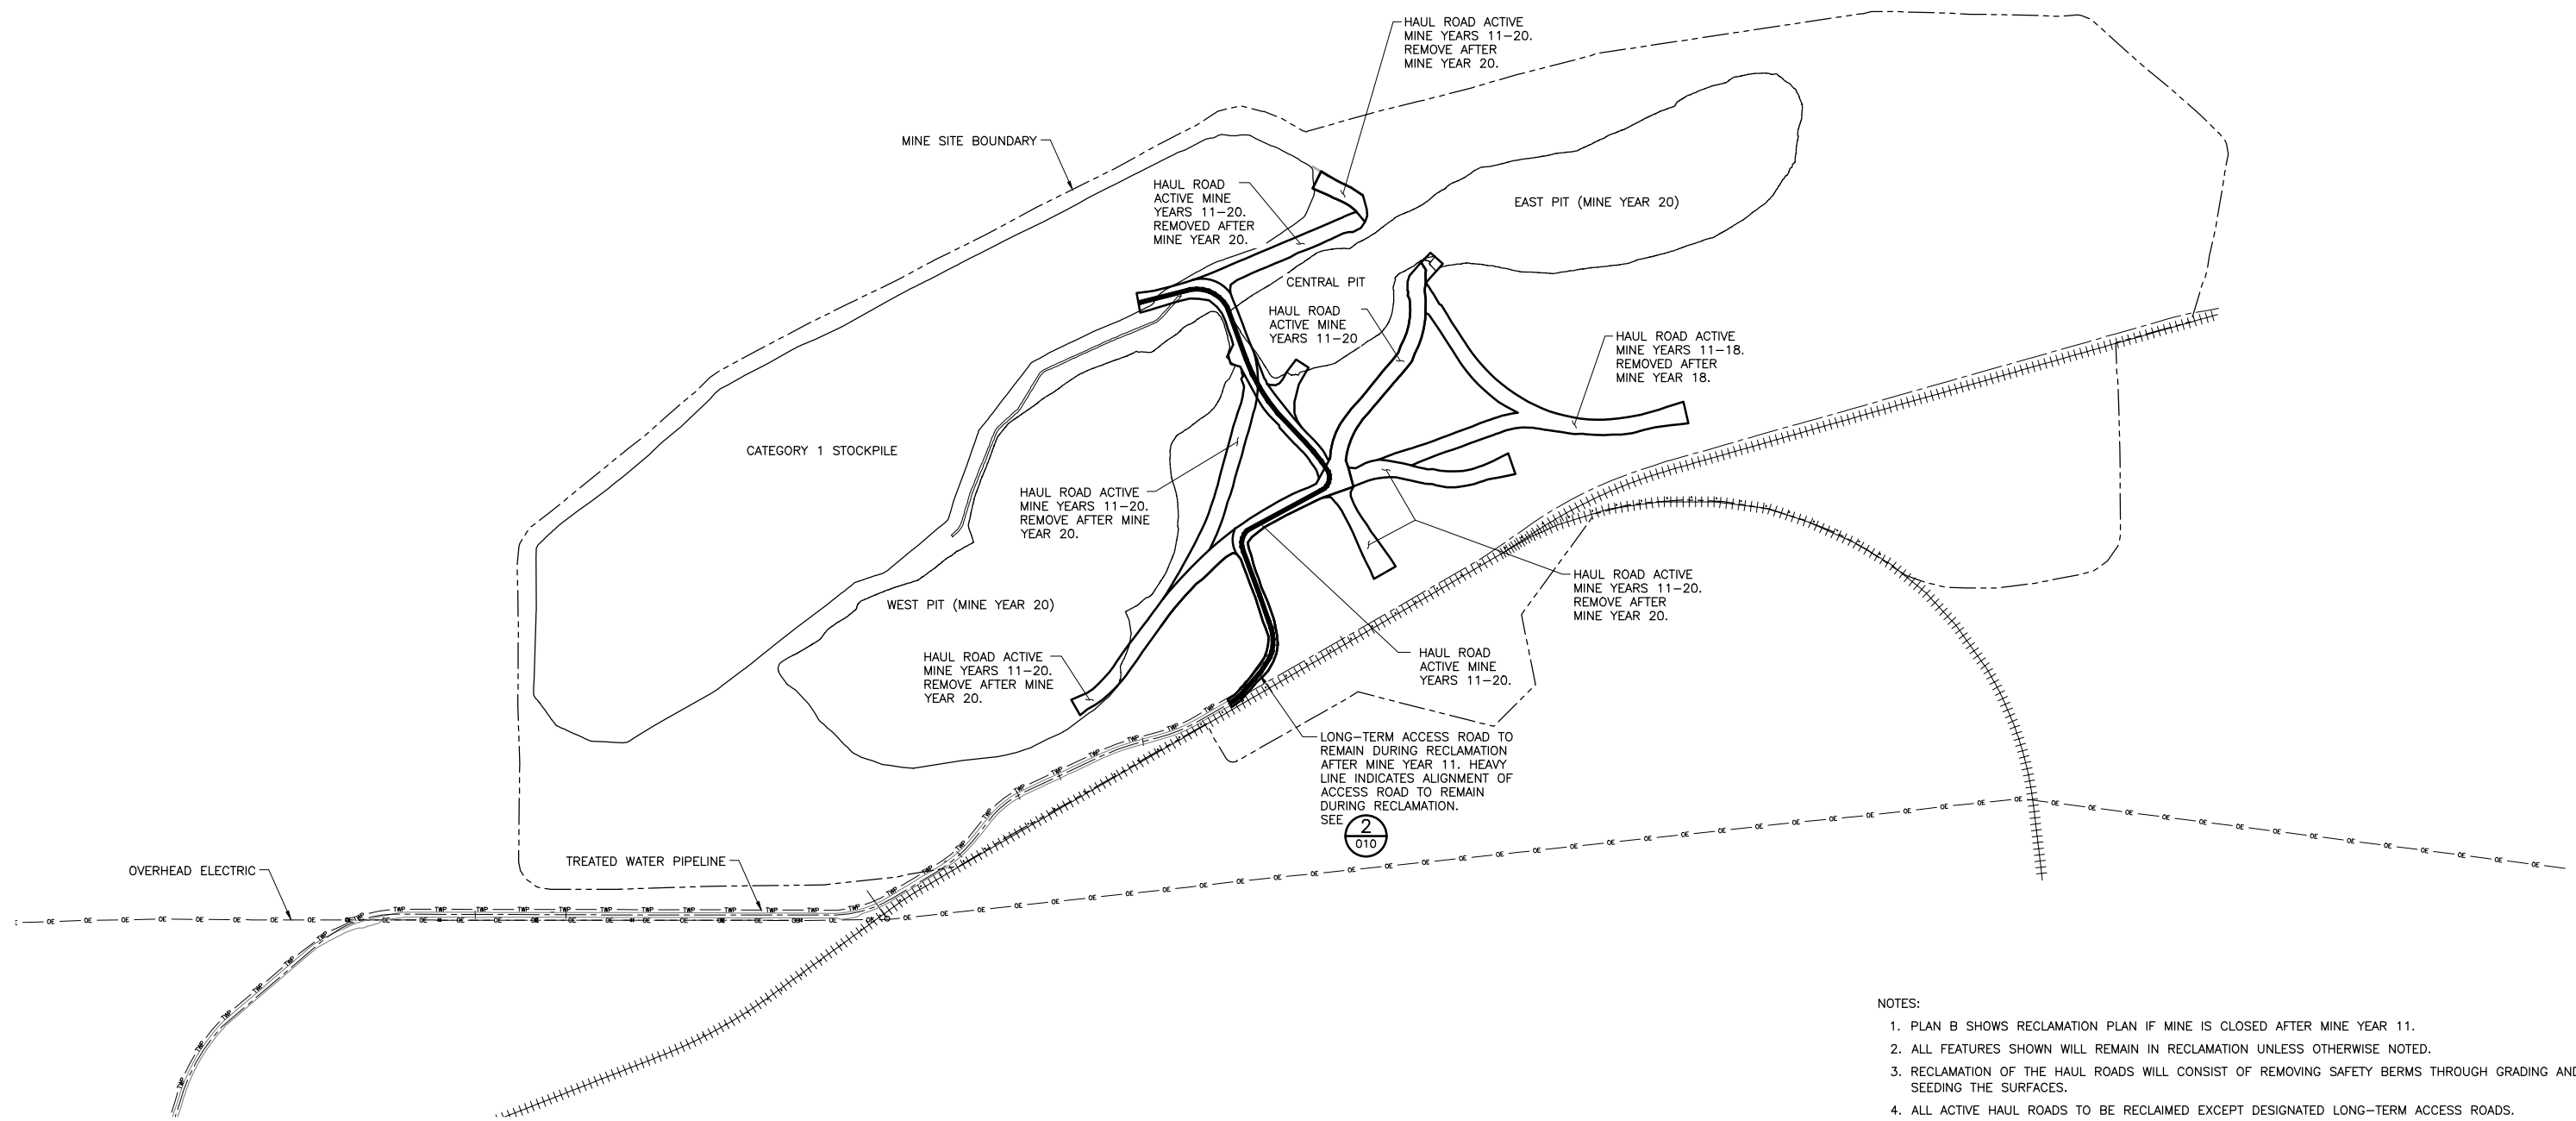 HAUL ROAD ACTIVE
MINE YEARS 11-20.
REMOVE AFTER
MINE YEAR 20.
MINE SITE BOUNDARY
HAUL ROAD
ACTIVE MINE
YEARS 11-20.
REMOVED AFTER
MINE YEAR 20.
EAST PIT (MINE YEAR 20)
CENTRAL PIT
HAUL ROAD
ACTIVE MINE
YEARS 11-20
HAUL ROAD ACTIVE
MINE YEARS 11-18.
REMOVED AFTER
MINE YEAR 18.
CATEGORY 1 STOCKPILE
HAUL ROAD ACTIVE
MINE YEARS 11-20.
REMOVE AFTER MINE
YEAR 20.
HAUL ROAD ACTIVE
MINE YEARS 11-20.
REMOVE AFTER
MINE YEAR 20.
WEST PIT (MINE YEAR 20)
HAUL ROAD ACTIVE
MINE YEARS 11-20.
REMOVE AFTER MINE
YEAR 20.
HAUL ROAD
ACTIVE MINE
YEARS 11-20.
LONG-TERM ACCESS ROAD TO
REMAIN DURING RECLAMATION
AFTER MINE YEAR 11. HEAVY
LINE INDICATES ALIGNMENT OF
ACCESS ROAD TO REMAIN
DURING RECLAMATION.
SEE
2
010
TREATED WATER PIPELINE
OVERHEAD ELECTRIC
TWP
OE
NOTES:
1. PLAN B SHOWS RECLAMATION PLAN IF MINE IS CLOSED AFTER MINE YEAR 11.
2. ALL FEATURES SHOWN WILL REMAIN IN RECLAMATION UNLESS OTHERWISE NOTED.
3. RECLAMATION OF THE HAUL ROADS WILL CONSIST OF REMOVING SAFETY BERMS THROUGH GRADING AND
SEEDING THE SURFACES.
4. ALL ACTIVE HAUL ROADS TO BE RECLAIMED EXCEPT DESIGNATED LONG-TERM ACCESS ROADS.